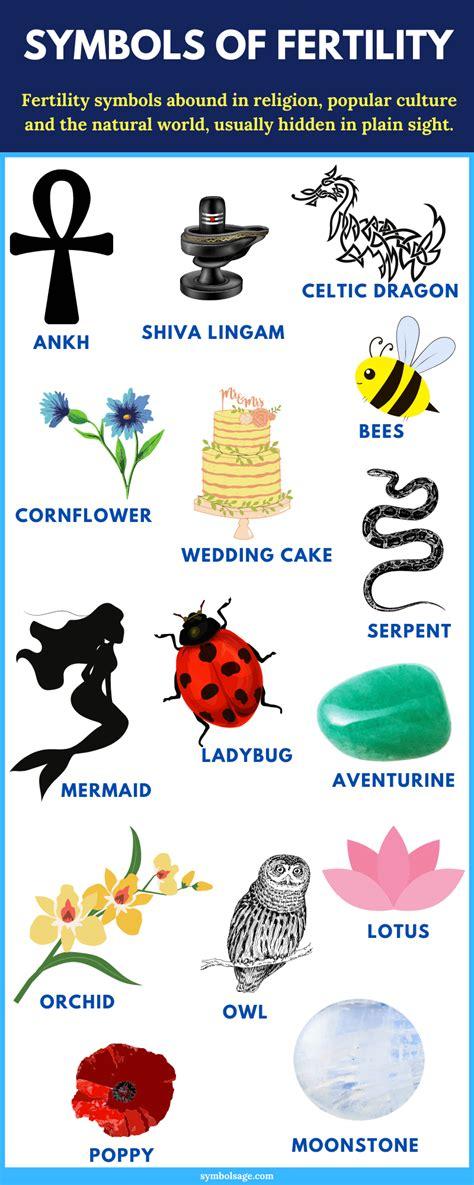 SYMBOLS OF FERTILITY
Fertility symbols abound in religion, popular culture
and the natural world, usually hidden in plain sight.
ANKH
SHIVA LINGAM
CELTIC DRAGON
BEES
CORNFLOWER
Mr & Mrs
WEDDING CAKE
SERPENT
MERMAID
LADYBUG
AVENTURINE
ORCHID
OWL
LOTUS
POPPY
MOONSTONE
symbolsage.com